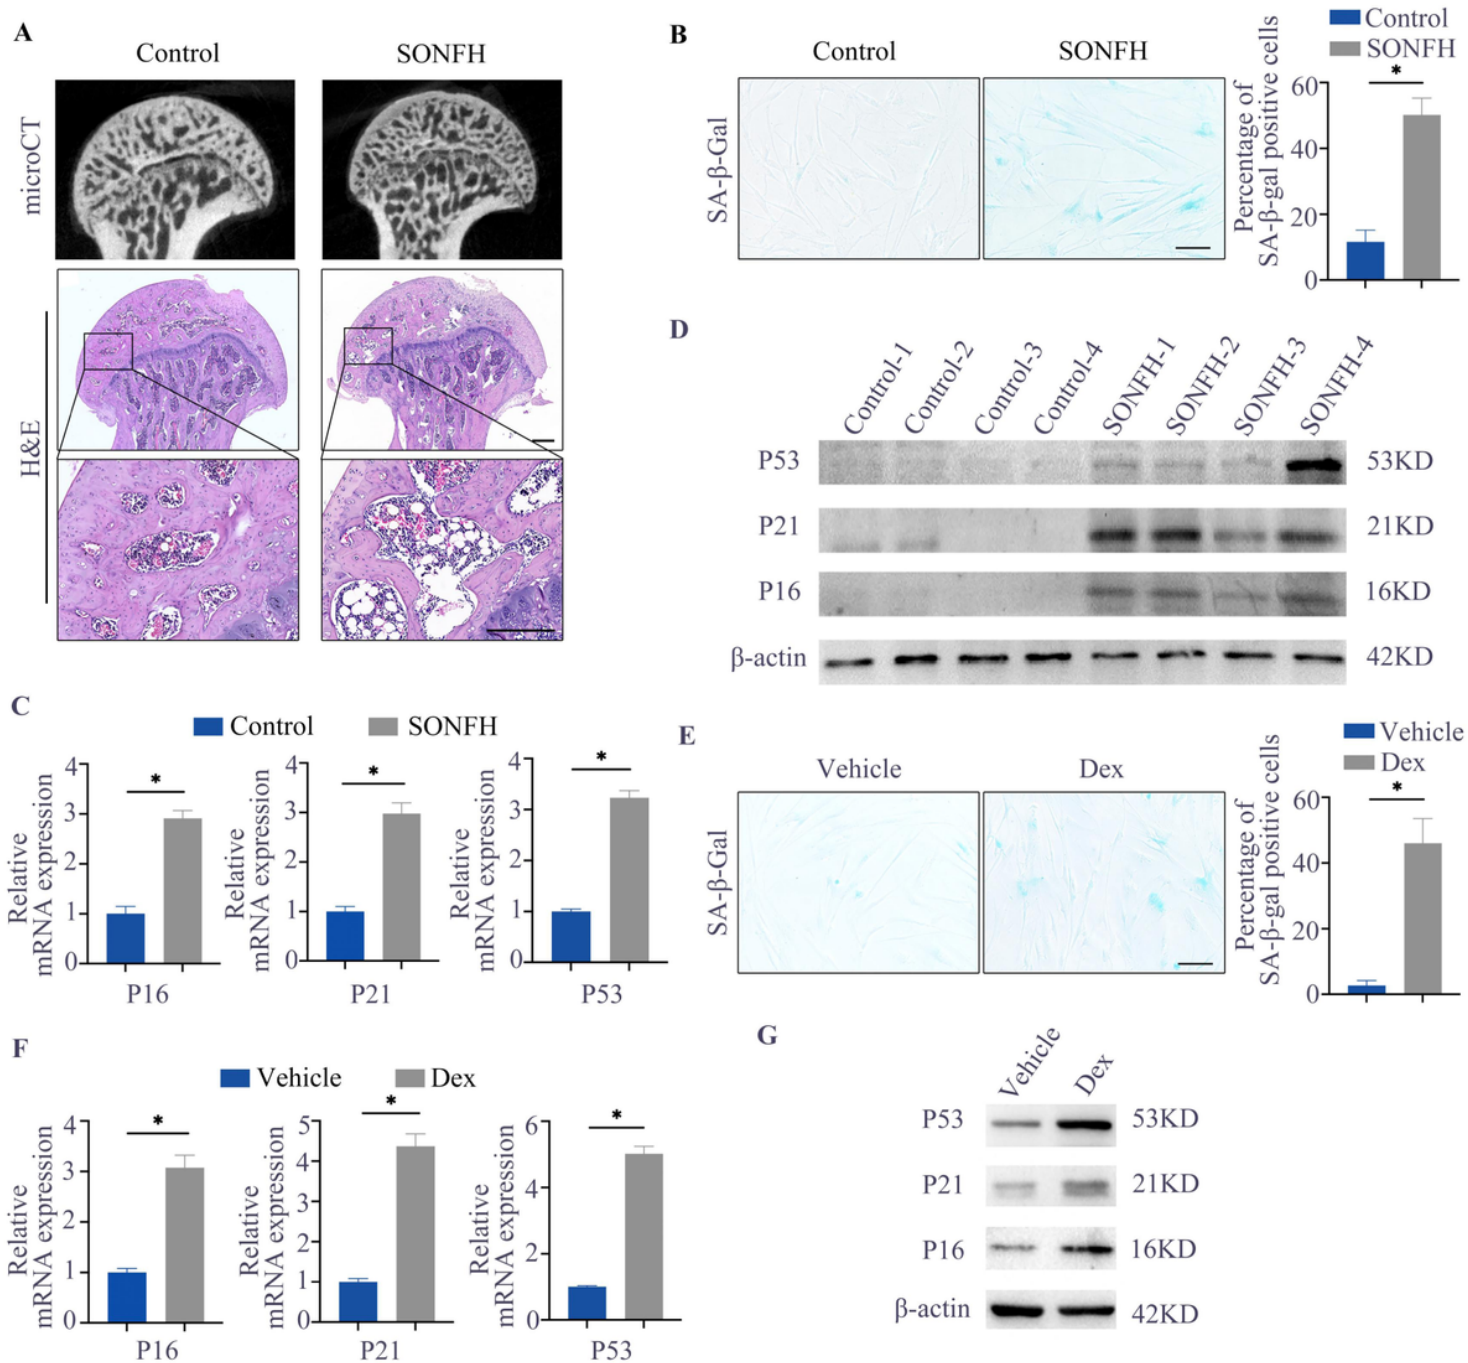 A
Control
SONFH
microCT
H&E
B
Control
SONFH
SA-β-Gal
Control
SONFH
Percentage of
SA-β-gal positive cells
*
60
40
20
0
C
Control
SONFH
Relative
mRNA expression
4
3
2
1
0
*
P16
Relative
mRNA expression
4
3
2
1
0
*
P21
Relative
mRNA expression
4
3
2
1
0
*
P53
D
Control-1
Control-2
Control-3
Control-4
SONFH-1
SONFH-2
SONFH-3
SONFH-4
P53 53KD
P21 21KD
P16 16KD
β-actin 42KD
E
Vehicle
Dex
SA-β-Gal
Vehicle
Dex
Percentage of
SA-β-gal positive cells
*
60
40
20
0
F
Vehicle
Dex
Relative
mRNA expression
4
3
2
1
0
*
P16
Relative
mRNA expression
5
4
3
2
1
0
*
P21
Relative
mRNA expression
6
4
2
0
*
P53
G
Vehicle
Dex
P53 53KD
P21 21KD
P16 16KD
β-actin 42KD